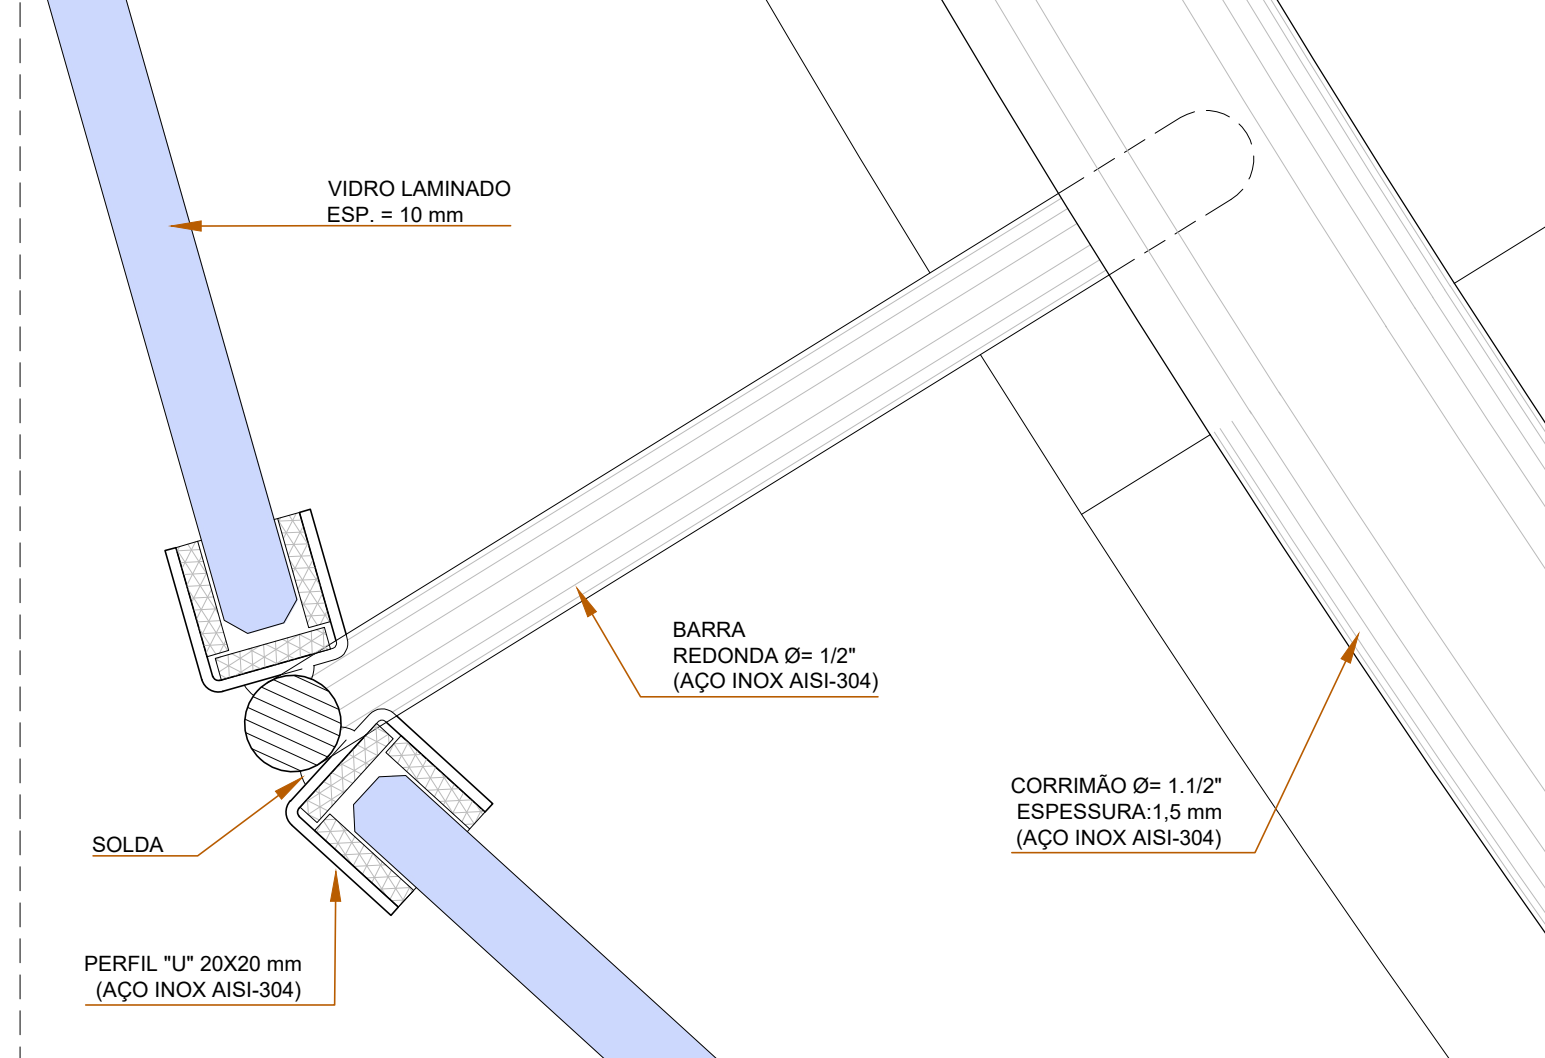 VIDRO LAMINADO
ESP. = 10 mm
BARRA
REDONDA Ø= 1/2"
(AÇO INOX AISI-304)
CORRIMÃO Ø= 1.1/2"
ESPESSURA:1,5 mm
(AÇO INOX AISI-304)
SOLDA
PERFIL "U" 20X20 mm
(AÇO INOX AISI-304)